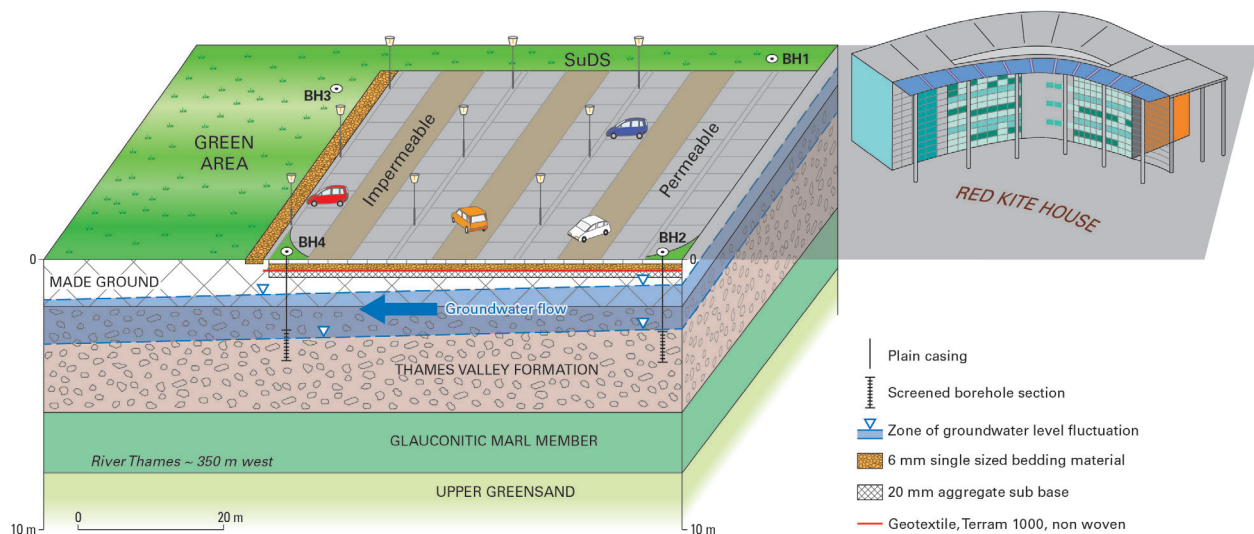 SuDS
BH1
BH3
GREEN
AREA
Impermeable
Permeable
BH4
BH2
RED KITE HOUSE
0
0
MADE GROUND
Groundwater flow
THAMES VALLEY FORMATION
GLAUCONITIC MARL MEMBER
River Thames ~ 350 m west
UPPER GREENSAND
0
20 m
10 m
10 m
Plain casing
Screened borehole section
Zone of groundwater level fluctuation
6 mm single sized bedding material
20 mm aggregate sub base
Geotextile, Terram 1000, non woven